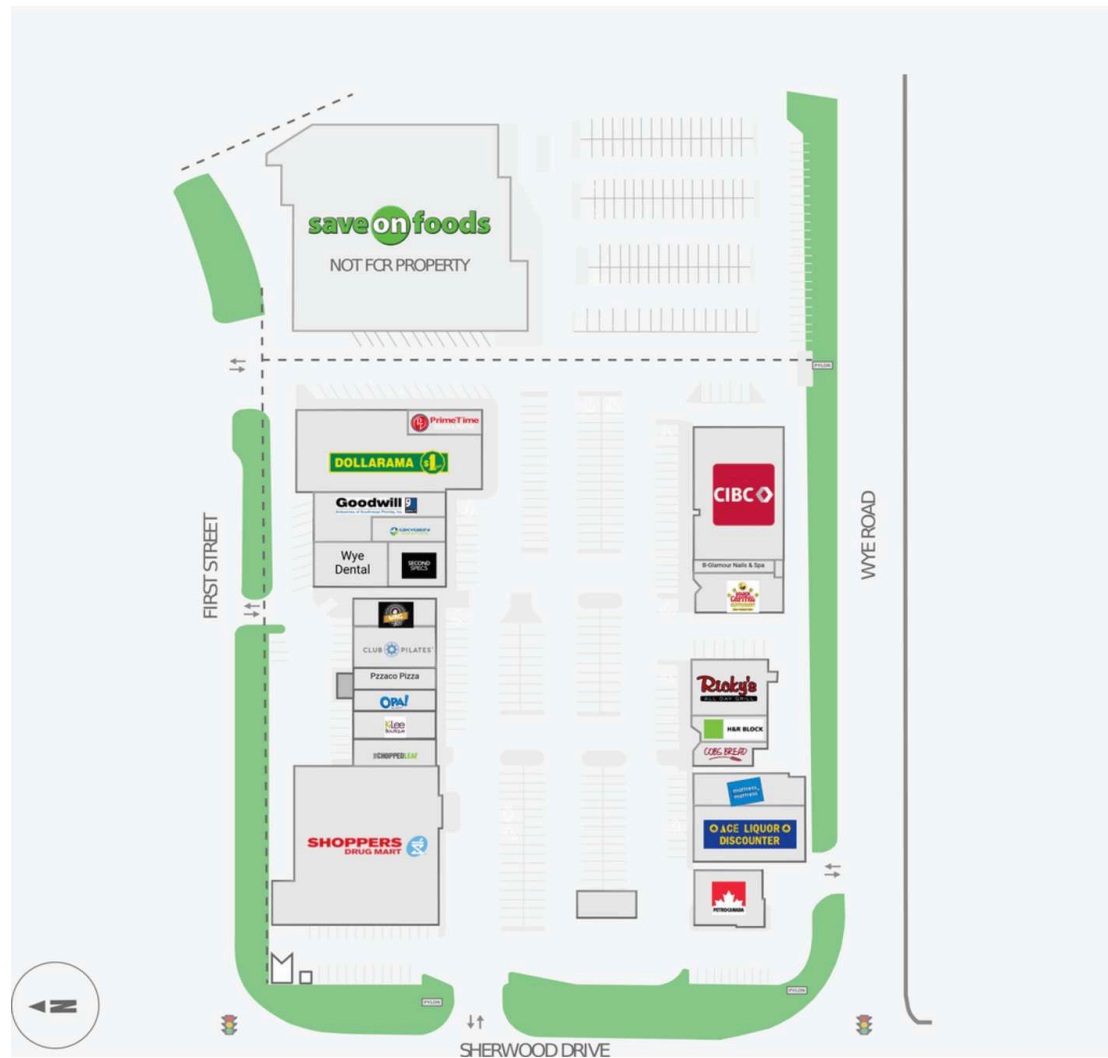 save on foods
NOT FCR PROPERTY
PYLON
PrimeTime
DOLLARAMA $1
Goodwill
CIBC
Wye
Dental
SECOND
SPECS
B-Glamour Nails & Spa
FIRST STREET
WYE ROAD
CLUB PILATES
Pzzaco Pizza
OPA!
KLee
Boutique
THE CHOPPED LEAF
Ricky's
ALL DAY GRILL
H&R BLOCK
COBS BREAD
mattress
mattress
ACE LIQUOR
DISCOUNTER
SHOPPERS
DRUG MART
PETRO-CANADA
N
PYLON
PYLON
SHERWOOD DRIVE